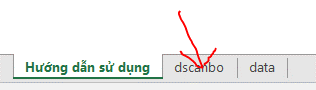 Hướng dẫn sử dụng dscanbo data